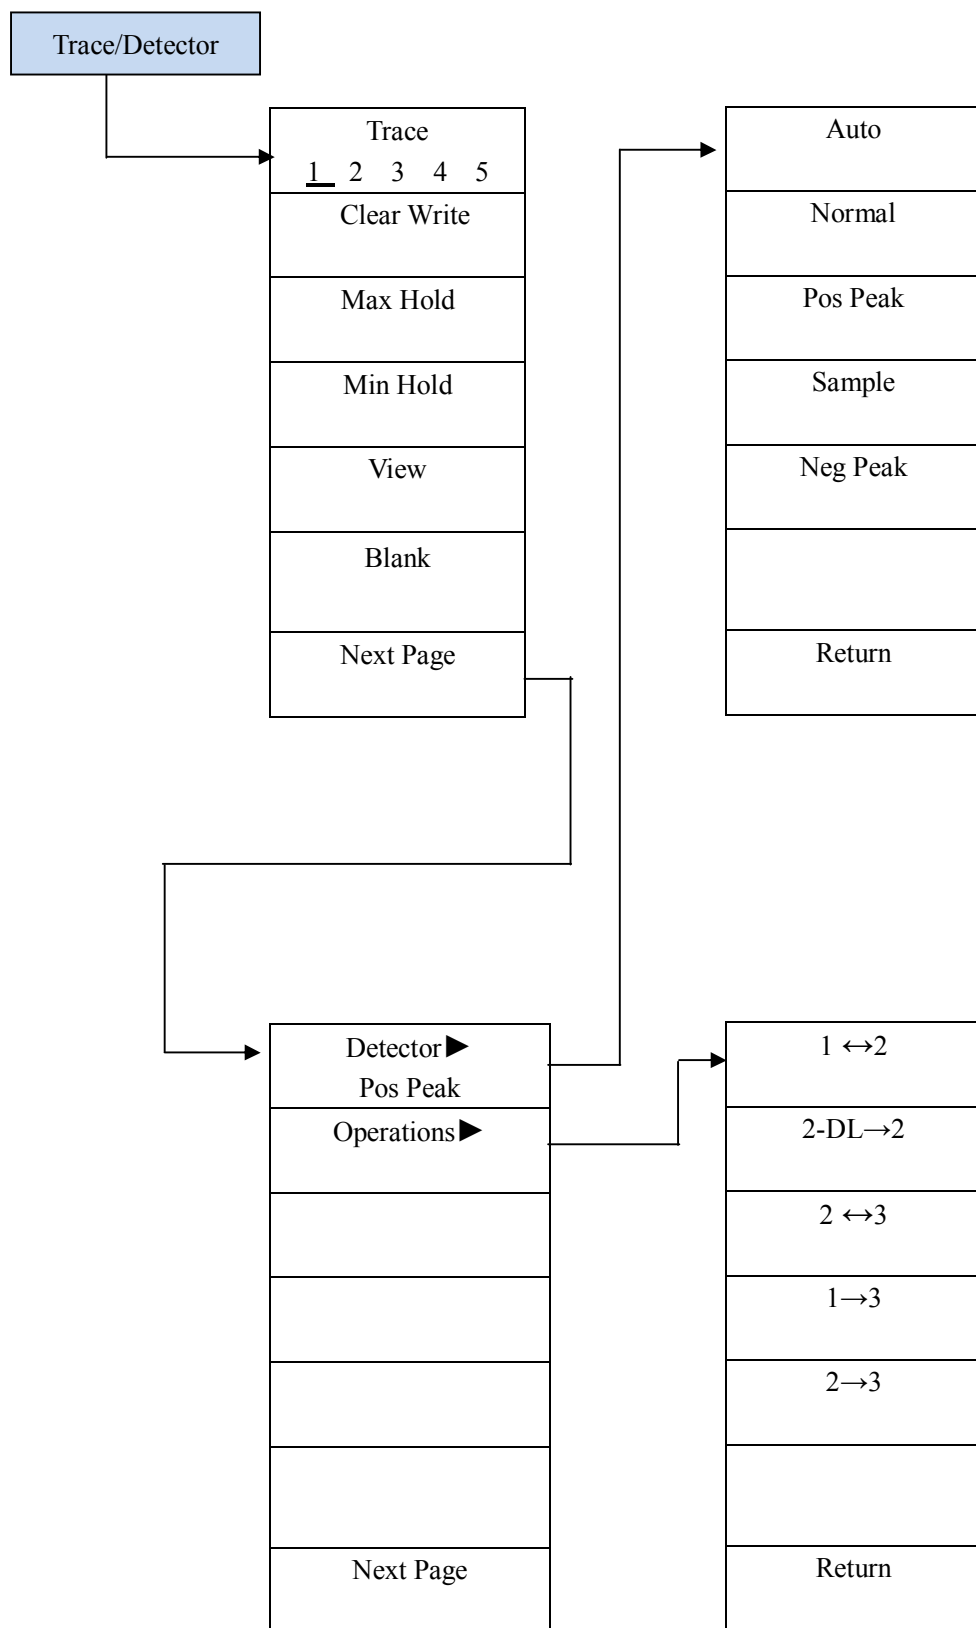 Trace/Detector
Trace
1 2 3 4 5
Clear Write
Max Hold
Min Hold
View
Blank
Next Page
Auto
Normal
Pos Peak
Sample
Neg Peak
Return
Detector►
Pos Peak
Operations►
Next Page
1 ↔2
2-DL→2
2 ↔3
1→3
2→3
Return